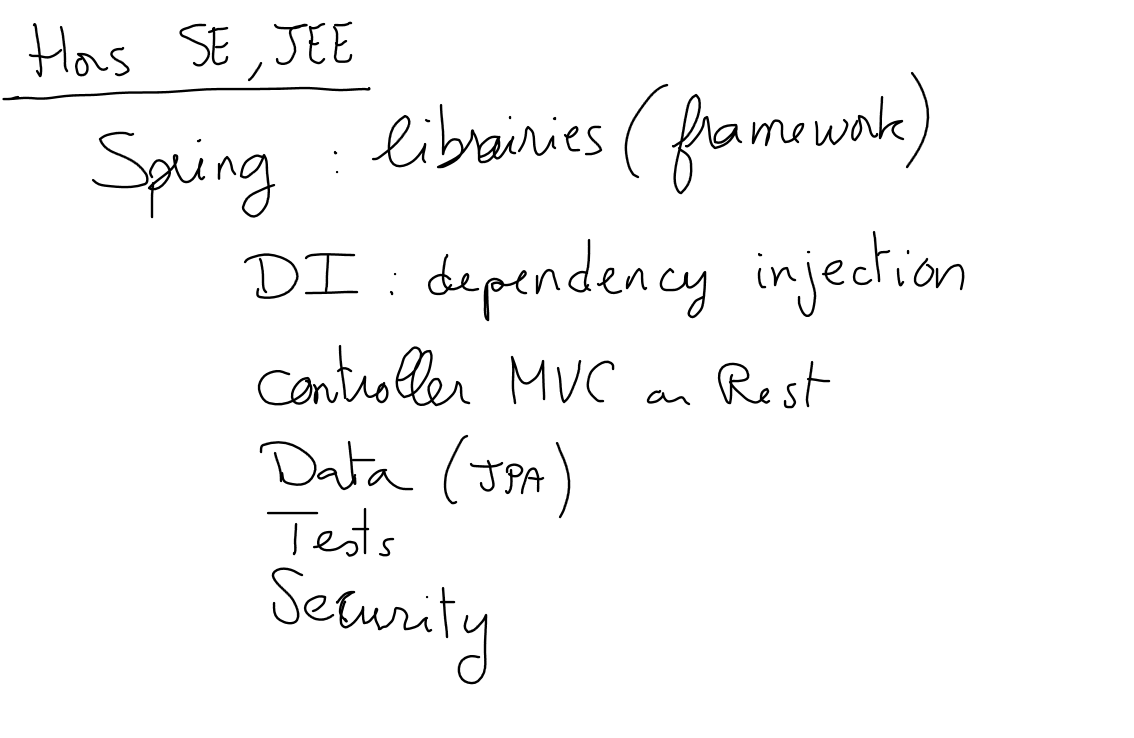 Hors SE, JEE
Spring : librairies (framework)
DI : dependency injection
controller MVC ou Rest
Data (JPA)
Tests
Security